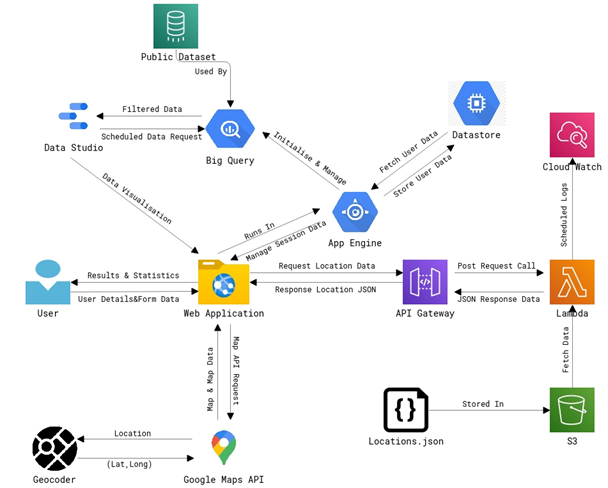 Public Dataset
Used By
Filtered Data
Scheduled Data Request
Data Studio
Big Query
Initialise & Manage
Fetch User Data
Store User Data
Datastore
Cloud Watch
Data Visualisation
Runs In
Manage Session Data
App Engine
Scheduled Logs
Results & Statistics
User Details&Form Data
User
Web Application
Request Location Data
Response Location JSON
API Gateway
Post Request Call
JSON Response Data
Lambda
Map & Map Data
Map API Request
Fetch Data
Locations.json
Stored In
S3
Location
(Lat,Long)
Geocoder
Google Maps API